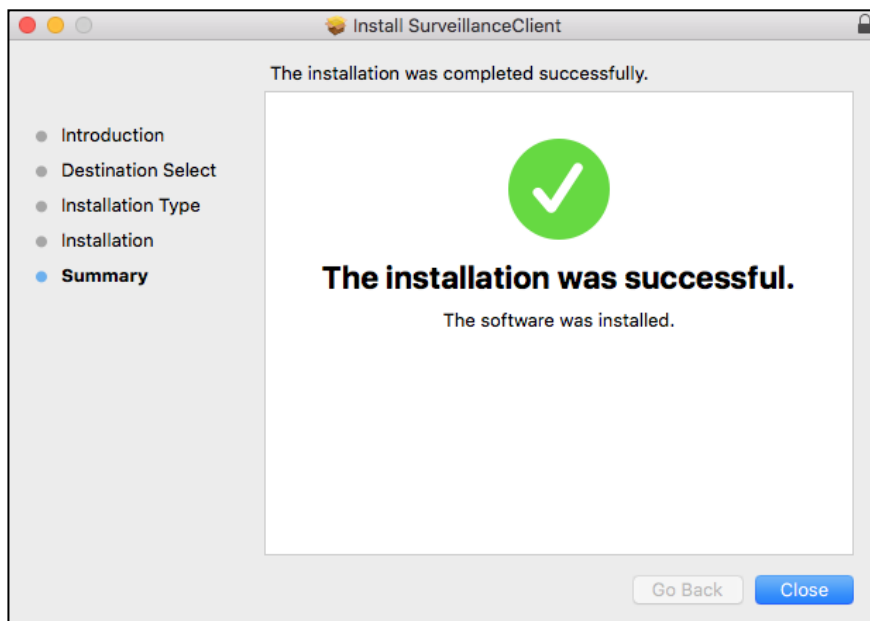 Install SurveillanceClient
The installation was completed successfully.
Introduction
Destination Select
Installation Type
Installation
Summary
The installation was successful.
The software was installed.
Go Back
Close